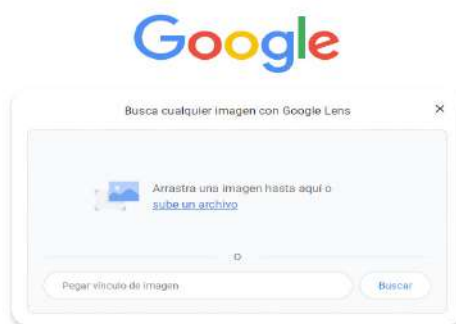 Google
Busca cualquier imagen con Google Lens
Arrastra una imagen hasta aquí o
sube un archivo
o
Pegar vínculo de imagen
Buscar